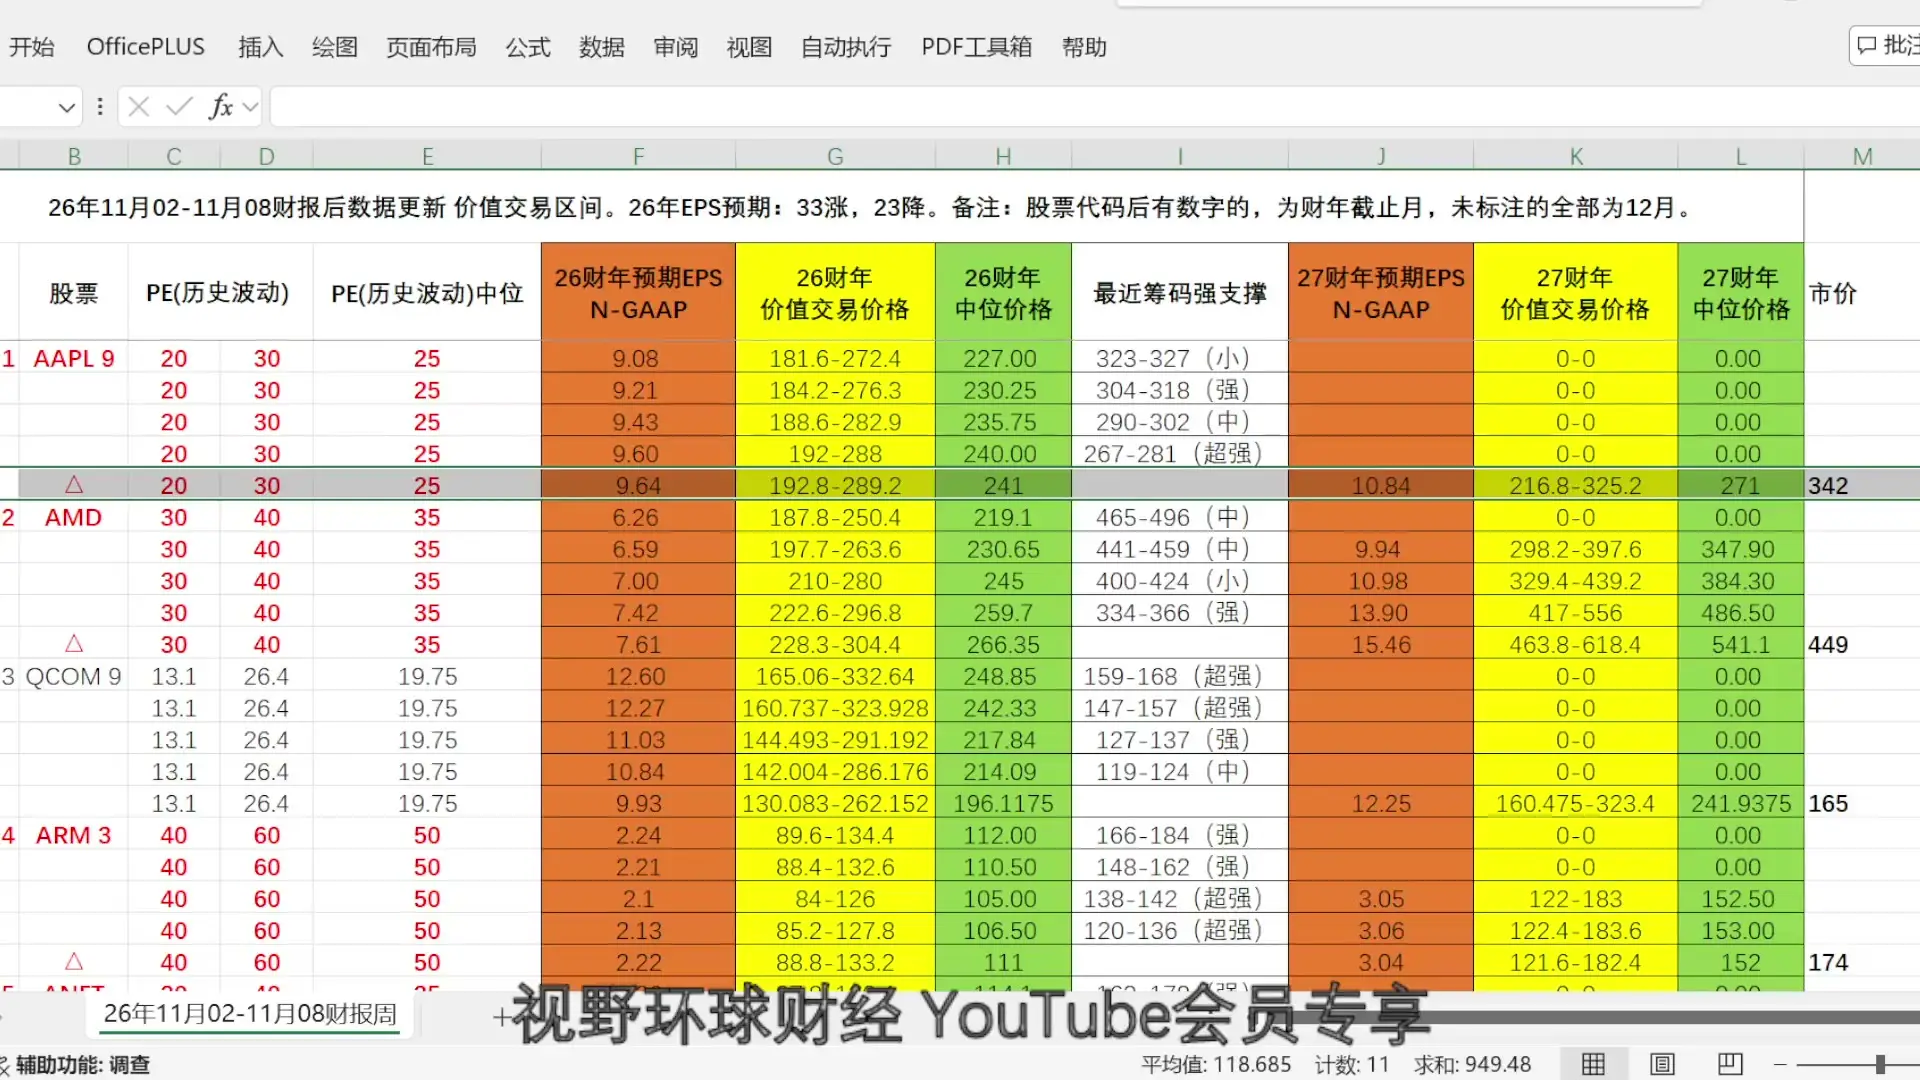 开始 OfficePLUS 插入 绘图 页面布局 公式 数据 审阅 视图 自动执行 PDF工具箱 帮助
fx
B C D E F G H I J K L M
26年11月02-11月08财报后数据更新 价值交易区间。26年EPS预期：33涨，23降。备注：股票代码后有数字的，为财年截止月，未标注的全部为12月。
股票 PE(历史波动) PE(历史波动)中位 26财年预期EPS N-GAAP 26财年 价值交易价格 26财年 中位价格 最近筹码强支撑 27财年预期EPS N-GAAP 27财年 价值交易价格 27财年 中位价格 市价
1 AAPL 9 20 30 25 9.08 181.6-272.4 227.00 323-327（小） 0-0 0.00
20 30 25 9.21 184.2-276.3 230.25 304-318（强） 0-0 0.00
20 30 25 9.43 188.6-282.9 235.75 290-302（中） 0-0 0.00
20 30 25 9.60 192-288 240.00 267-281（超强） 0-0 0.00
△ 20 30 25 9.64 192.8-289.2 241 10.84 216.8-325.2 271 342
2 AMD 30 40 35 6.26 187.8-250.4 219.1 465-496（中） 0-0 0.00
30 40 35 6.59 197.7-263.6 230.65 441-459（中） 9.94 298.2-397.6 347.90
30 40 35 7.00 210-280 245 400-424（小） 10.98 329.4-439.2 384.30
30 40 35 7.42 222.6-296.8 259.7 334-366（强） 13.90 417-556 486.50
△ 30 40 35 7.61 228.3-304.4 266.35 15.46 463.8-618.4 541.1 449
3 QCOM 9 13.1 26.4 19.75 12.60 165.06-332.64 248.85 159-168（超强） 0-0 0.00
13.1 26.4 19.75 12.27 160.737-323.928 242.33 147-157（超强） 0-0 0.00
13.1 26.4 19.75 11.03 144.493-291.192 217.84 127-137（强） 0-0 0.00
13.1 26.4 19.75 10.84 142.004-286.176 214.09 119-124（中） 0-0 0.00
13.1 26.4 19.75 9.93 130.083-262.152 196.1175 12.25 160.475-323.4 241.9375 165
4 ARM 3 40 60 50 2.24 89.6-134.4 112.00 166-184（强） 0-0 0.00
40 60 50 2.21 88.4-132.6 110.50 148-162（强） 0-0 0.00
40 60 50 2.1 84-126 105.00 138-142（超强） 3.05 122-183 152.50
40 60 50 2.13 85.2-127.8 106.50 120-136（超强） 3.06 122.4-183.6 153.00
△ 40 60 50 2.22 88.8-133.2 111 3.04 121.6-182.4 152 174
26年11月02-11月08财报周
视野环球财经 YouTube会员专享
辅助功能: 调查 平均值: 118.685 计数: 11 求和: 949.48